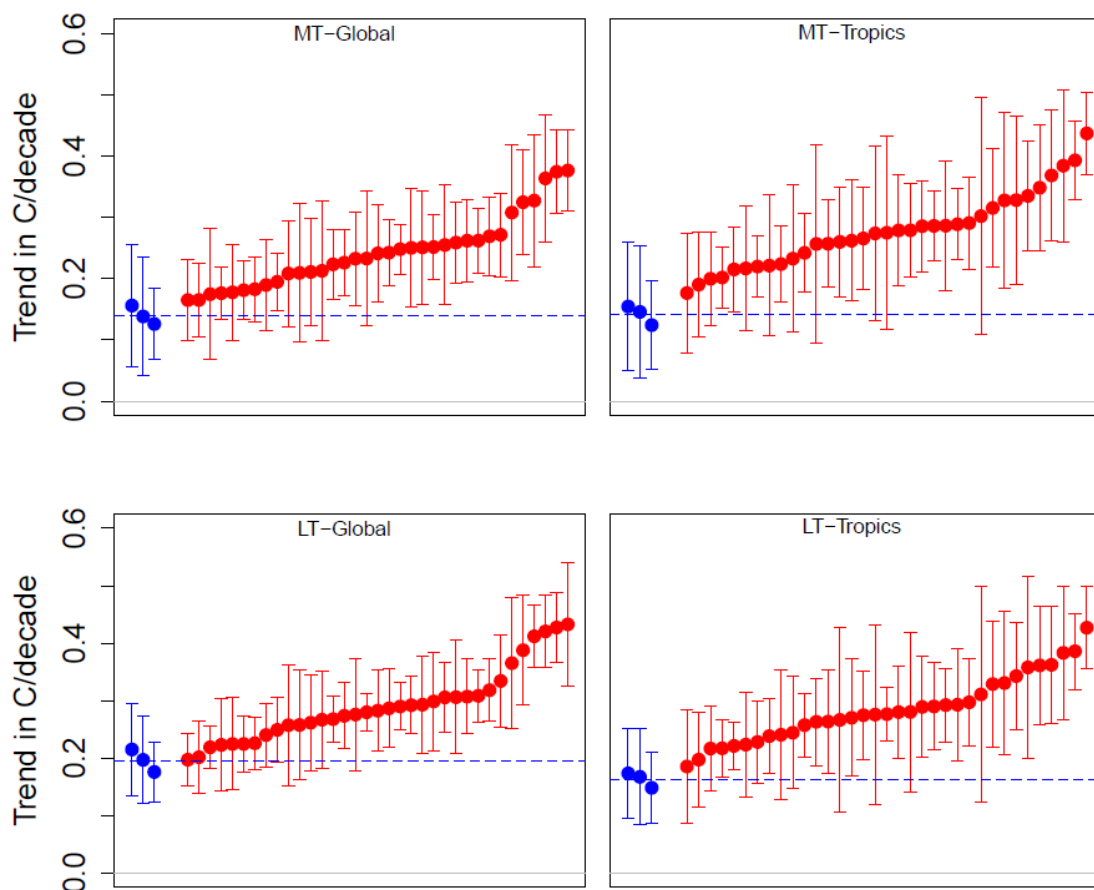 MT−Global
MT−Tropics
Trend in C/decade
0.6
0.4
0.2
0.0
LT−Global
LT−Tropics
Trend in C/decade
0.6
0.4
0.2
0.0